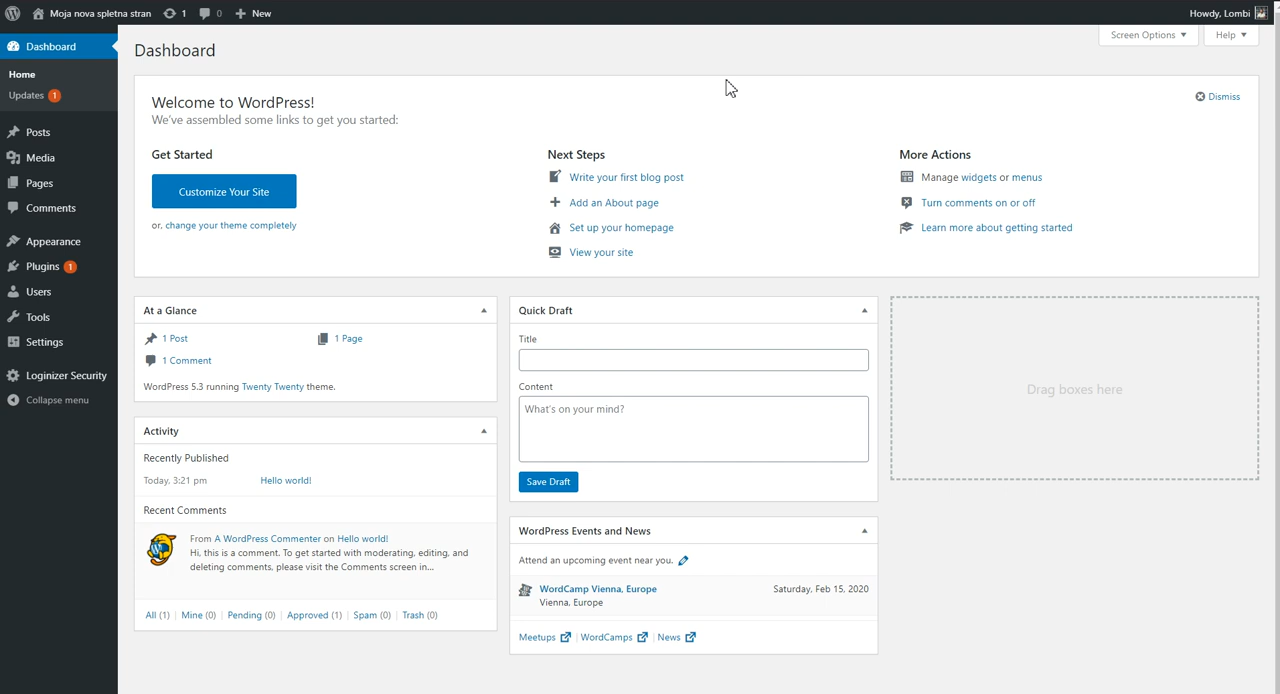 Moja nova spletna stran 1 0 New Howdy, Lombi
Dashboard
Home
Updates 1
Posts
Media
Pages
Comments
Appearance
Plugins 1
Users
Tools
Settings
Loginizer Security
Collapse menu
Screen Options Help
Dashboard
Welcome to WordPress!
We've assembled some links to get you started:
Dismiss
Get Started
Customize Your Site
or, change your theme completely
Next Steps
Write your first blog post
Add an About page
Set up your homepage
View your site
More Actions
Manage widgets or menus
Turn comments on or off
Learn more about getting started
At a Glance
1 Post 1 Page
1 Comment
WordPress 5.3 running Twenty Twenty theme.
Activity
Recently Published
Today, 3:21 pm Hello world!
Recent Comments
From A WordPress Commenter on Hello world!
Hi, this is a comment. To get started with moderating, editing, and
deleting comments, please visit the Comments screen in...
All (1) | Mine (0) | Pending (0) | Approved (1) | Spam (0) | Trash (0)
Quick Draft
Title
Content
What's on your mind?
Save Draft
WordPress Events and News
Attend an upcoming event near you.
WordCamp Vienna, Europe Saturday, Feb 15, 2020
Vienna, Europe
Meetups | WordCamps | News
Drag boxes here